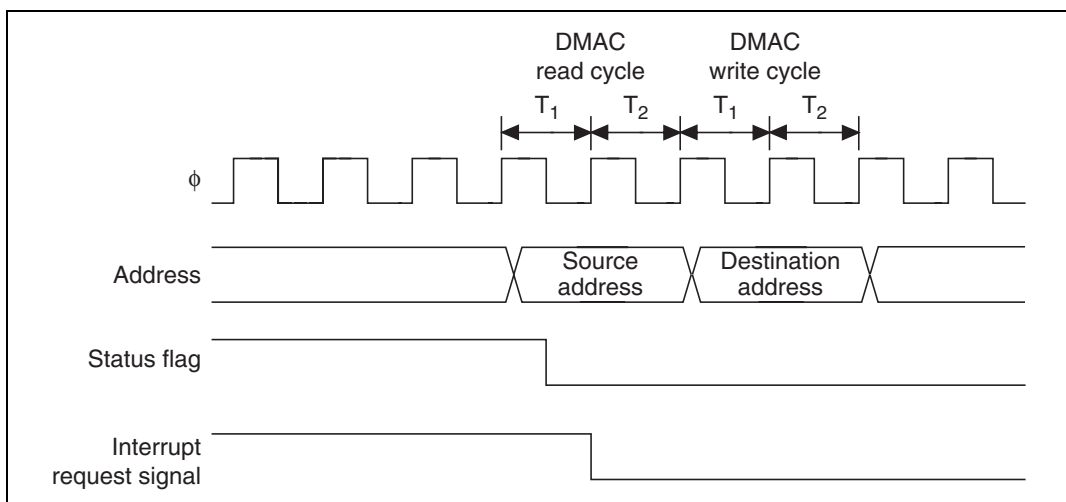 DMAC
read cycle
DMAC
write cycle
T1
T2
T1
T2
ϕ
Address
Source
address
Destination
address
Status flag
Interrupt
request signal